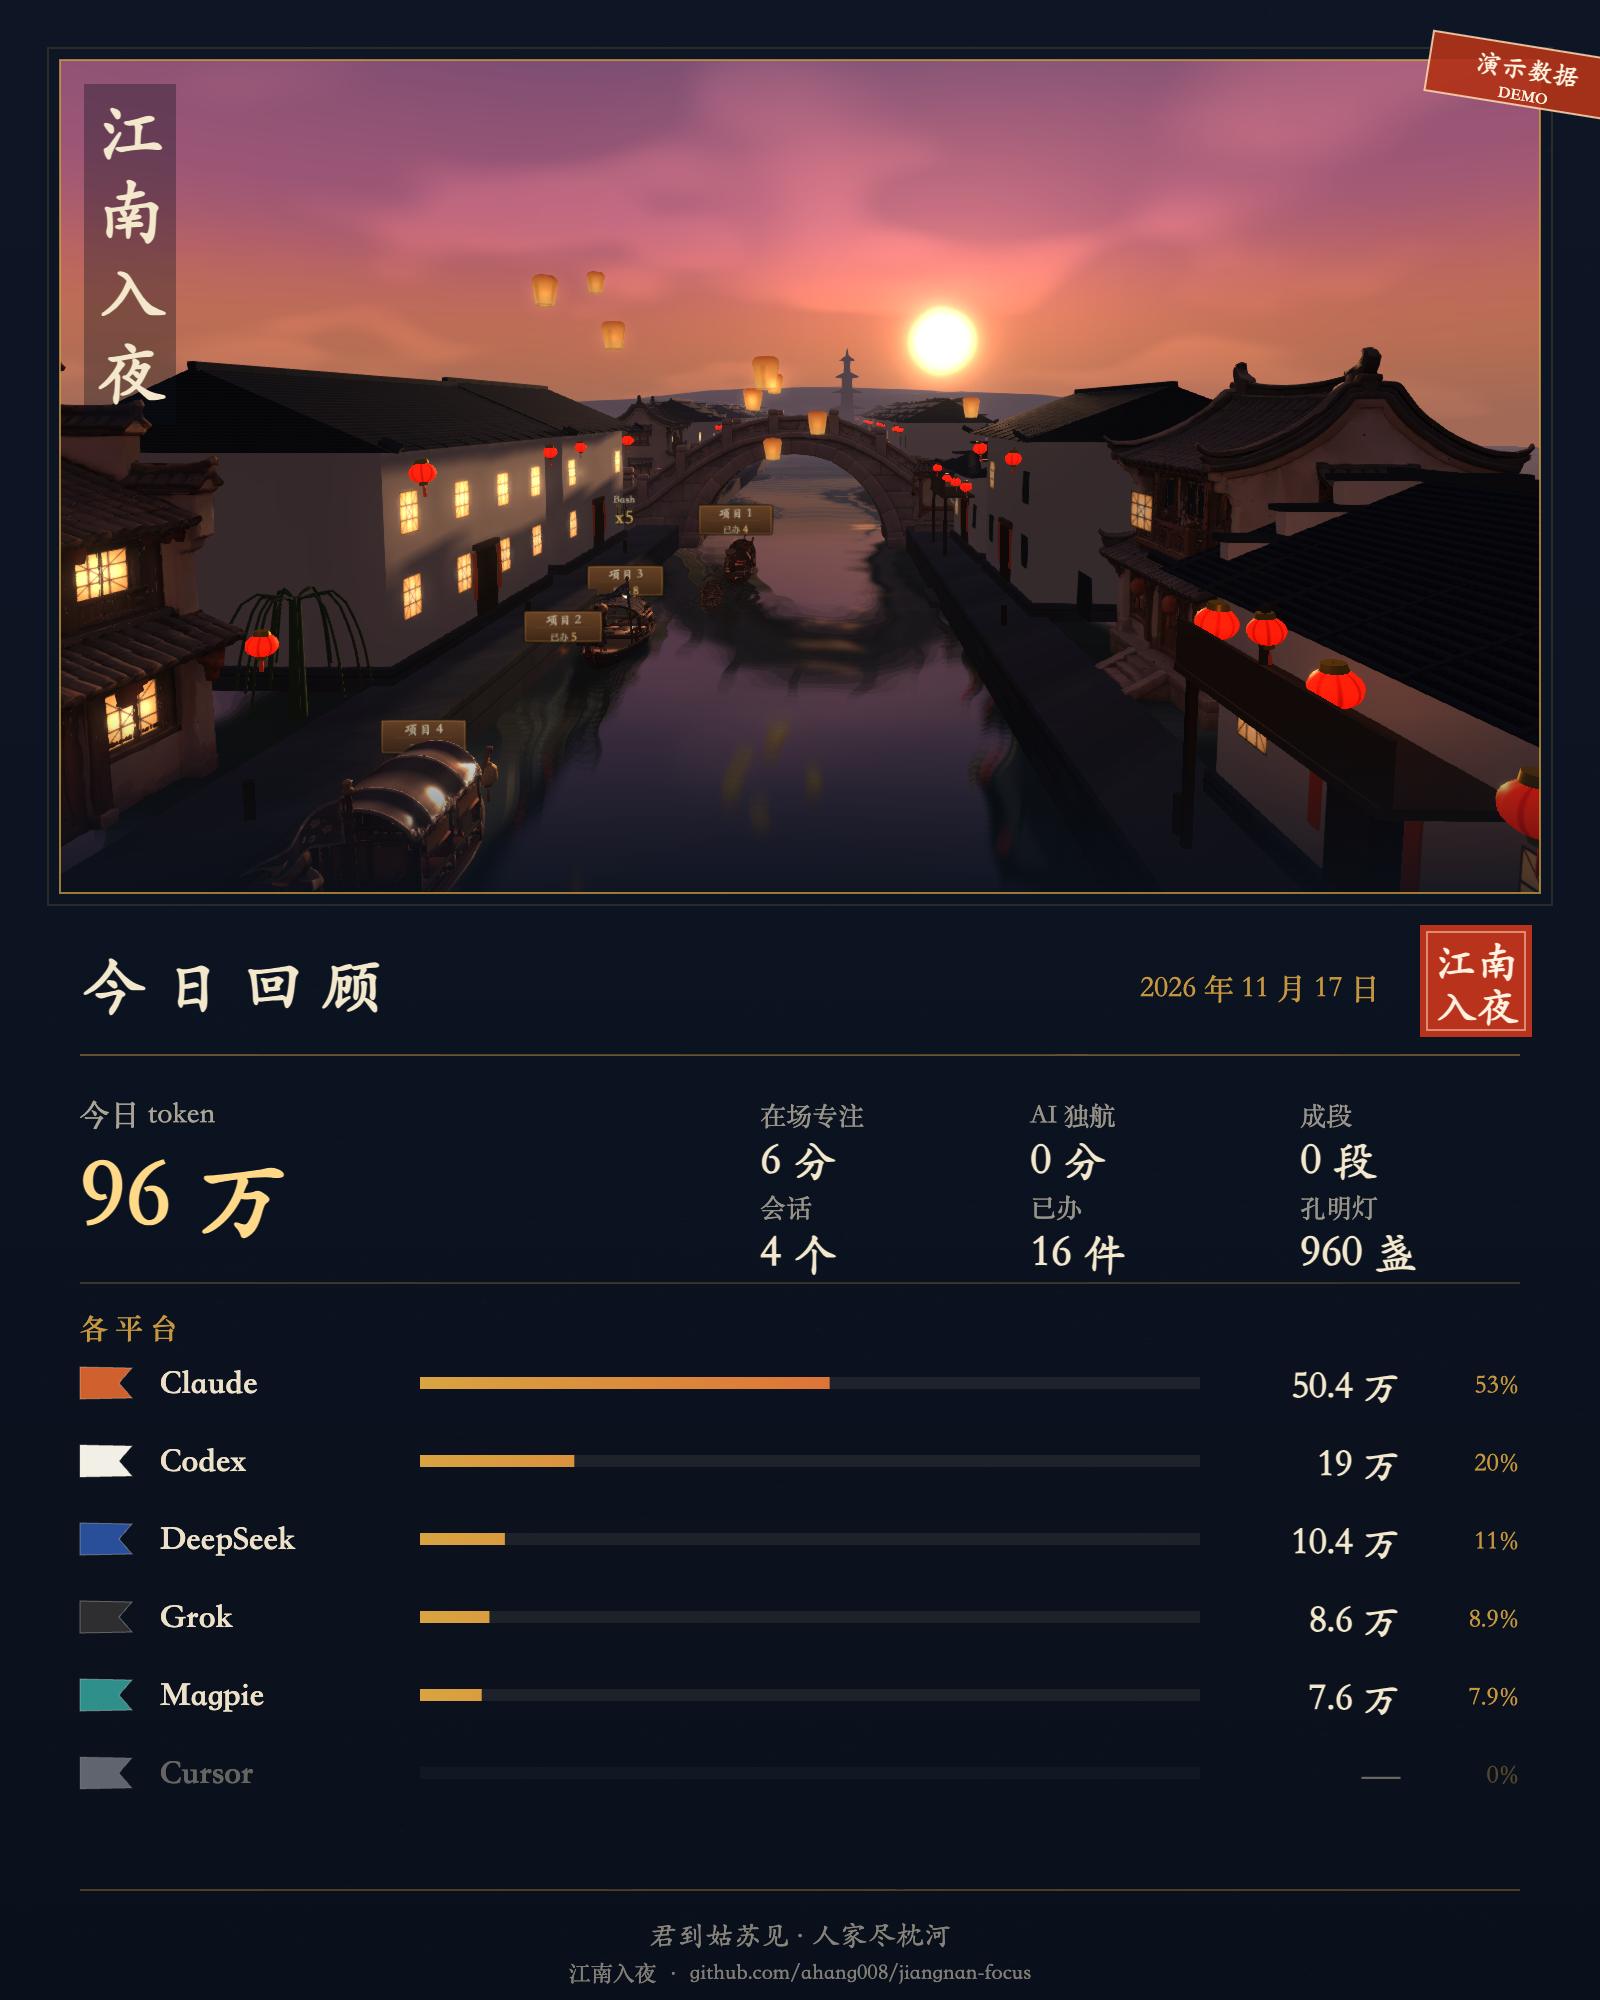 演示数据
DEMO
江南入夜
Bash
x5
项目 1
已办 4
项目 3
8
项目 2
已办 5
项目 4
今日回顾
2026 年 11 月 17 日
江南
入夜
今日 token
96 万
在场专注
6 分
AI 独航
0 分
成段
0 段
会话
4 个
已办
16 件
孔明灯
960 盏
各平台
Claude 50.4 万 53%
Codex 19 万 20%
DeepSeek 10.4 万 11%
Grok 8.6 万 8.9%
Magpie 7.6 万 7.9%
Cursor — 0%
君到姑苏见 · 人家尽枕河
江南入夜 · github.com/ahang008/jiangnan-focus